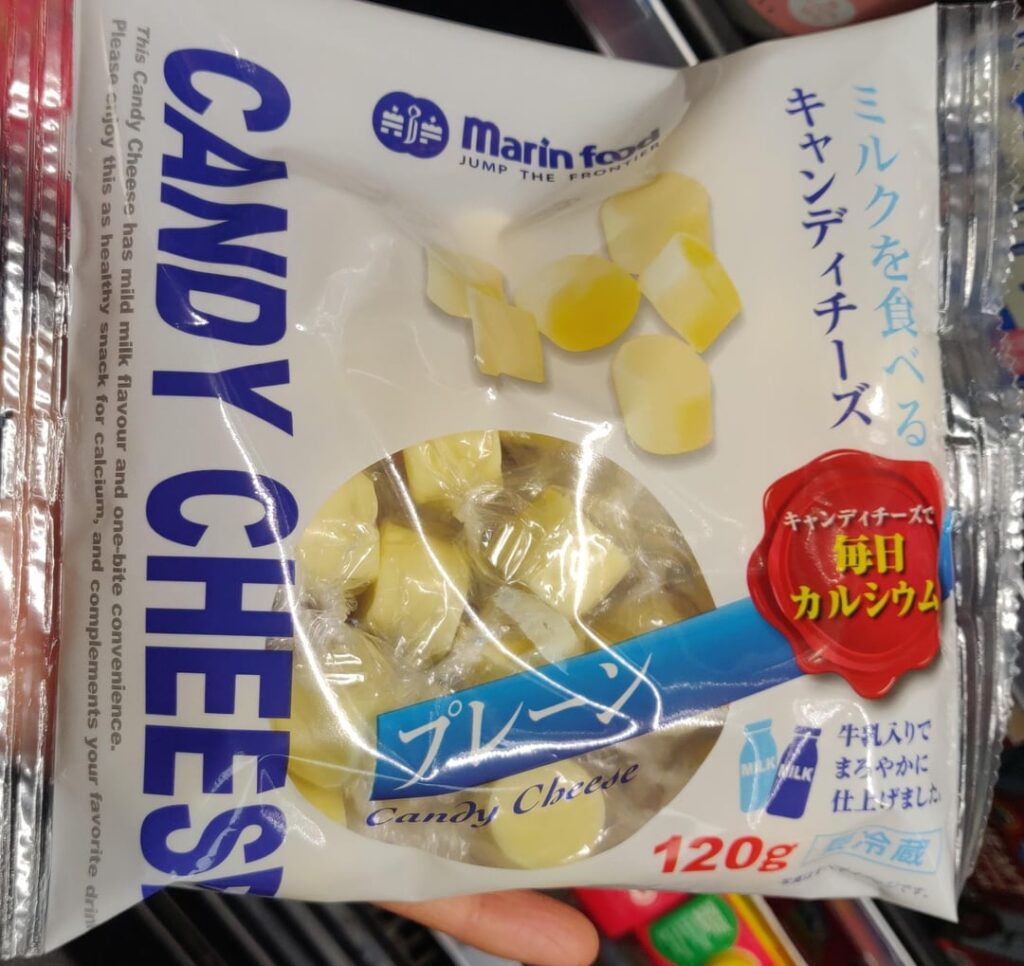 Marin food
JUMP THE FRONTIER
ミルクを食べる
キャンディチーズ
CANDY CHEESE
This Candy Cheese has mild milk flavour and one-bite convenience.
Please enjoy this as healthy snack for calcium, and complements your favorite drin
キャンディチーズで
毎日
カルシウム
プレーン
Candy Cheese
MILK
MILK
牛乳入りで
まろやかに
仕上げました
120g
要冷蔵